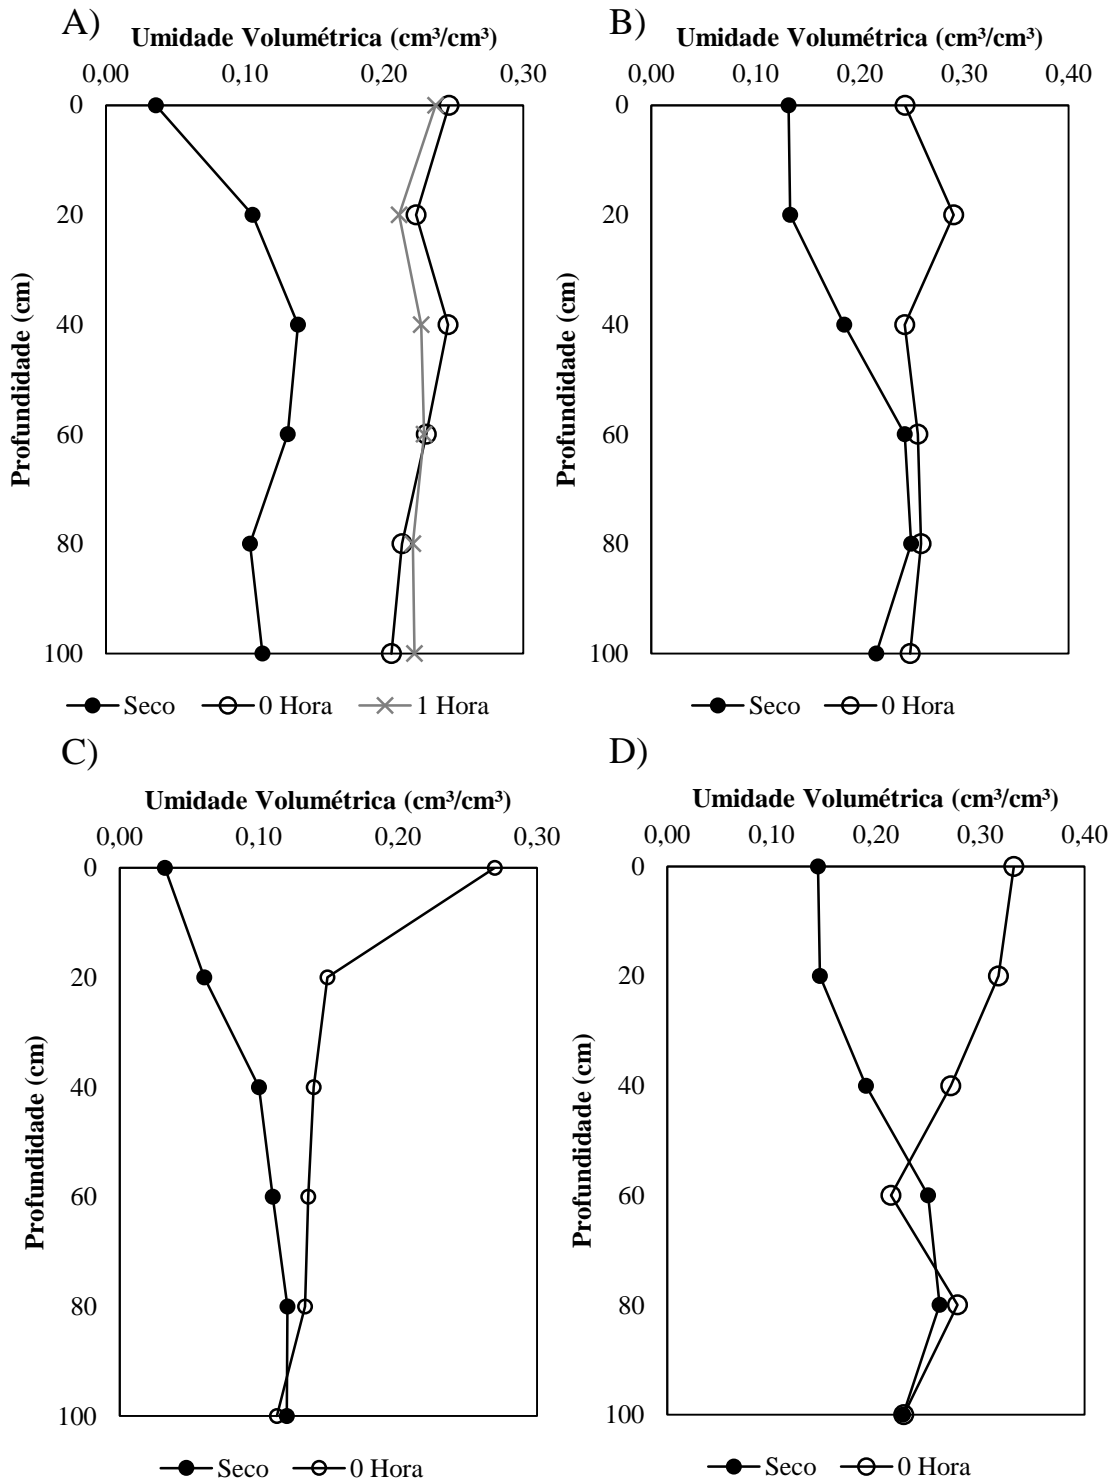 A)
Umidade Volumétrica (cm³/cm³)
0,00 0,10 0,20 0,30
0
20
40
60
80
100
Profundidade (cm)
Seco 0 Hora 1 Hora
B)
Umidade Volumétrica (cm³/cm³)
0,00 0,10 0,20 0,30 0,40
0
20
40
60
80
100
Profundidade (cm)
Seco 0 Hora
C)
Umidade Volumétrica (cm³/cm³)
0,00 0,10 0,20 0,30
0
20
40
60
80
100
Profundidade (cm)
Seco 0 Hora
D)
Umidade Volumétrica (cm³/cm³)
0,00 0,10 0,20 0,30 0,40
0
20
40
60
80
100
Profundidade (cm)
Seco 0 Hora